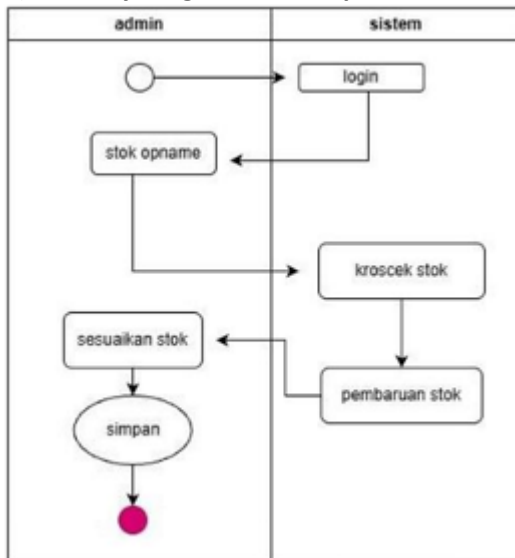 admin
sistem
login
stok opname
kroscek stok
sesuaikan stok
pembaruan stok
simpan